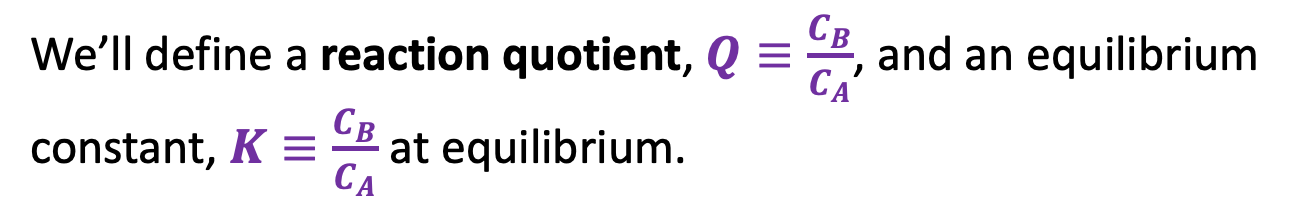 We’ll define a reaction quotient, Q ≡ C_B/C_A, and an equilibrium
constant, K ≡ C_B/C_A at equilibrium.